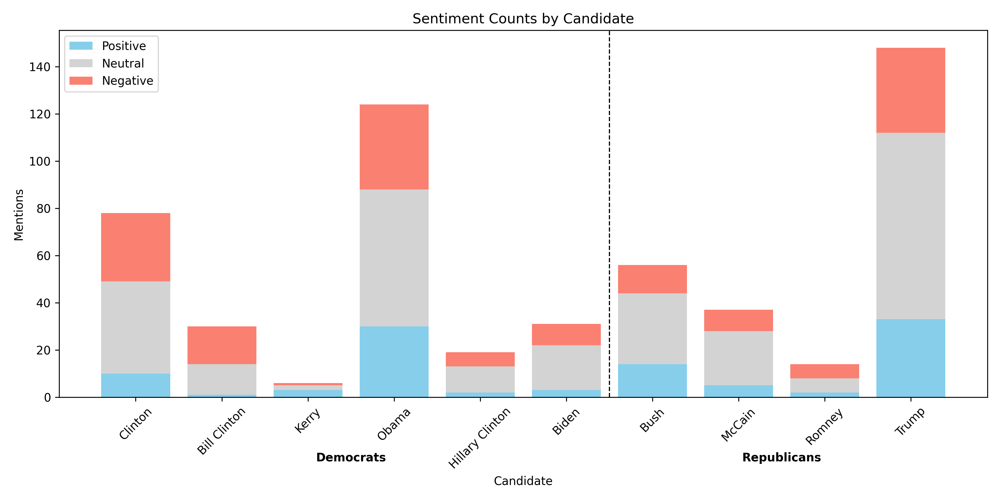 Sentiment Counts by Candidate
Positive
Neutral
Negative
140
120
100
80
60
40
20
0
Mentions
Clinton
Bill Clinton
Kerry
Obama
Hillary Clinton
Biden
Bush
McCain
Romney
Trump
Democrats
Republicans
Candidate